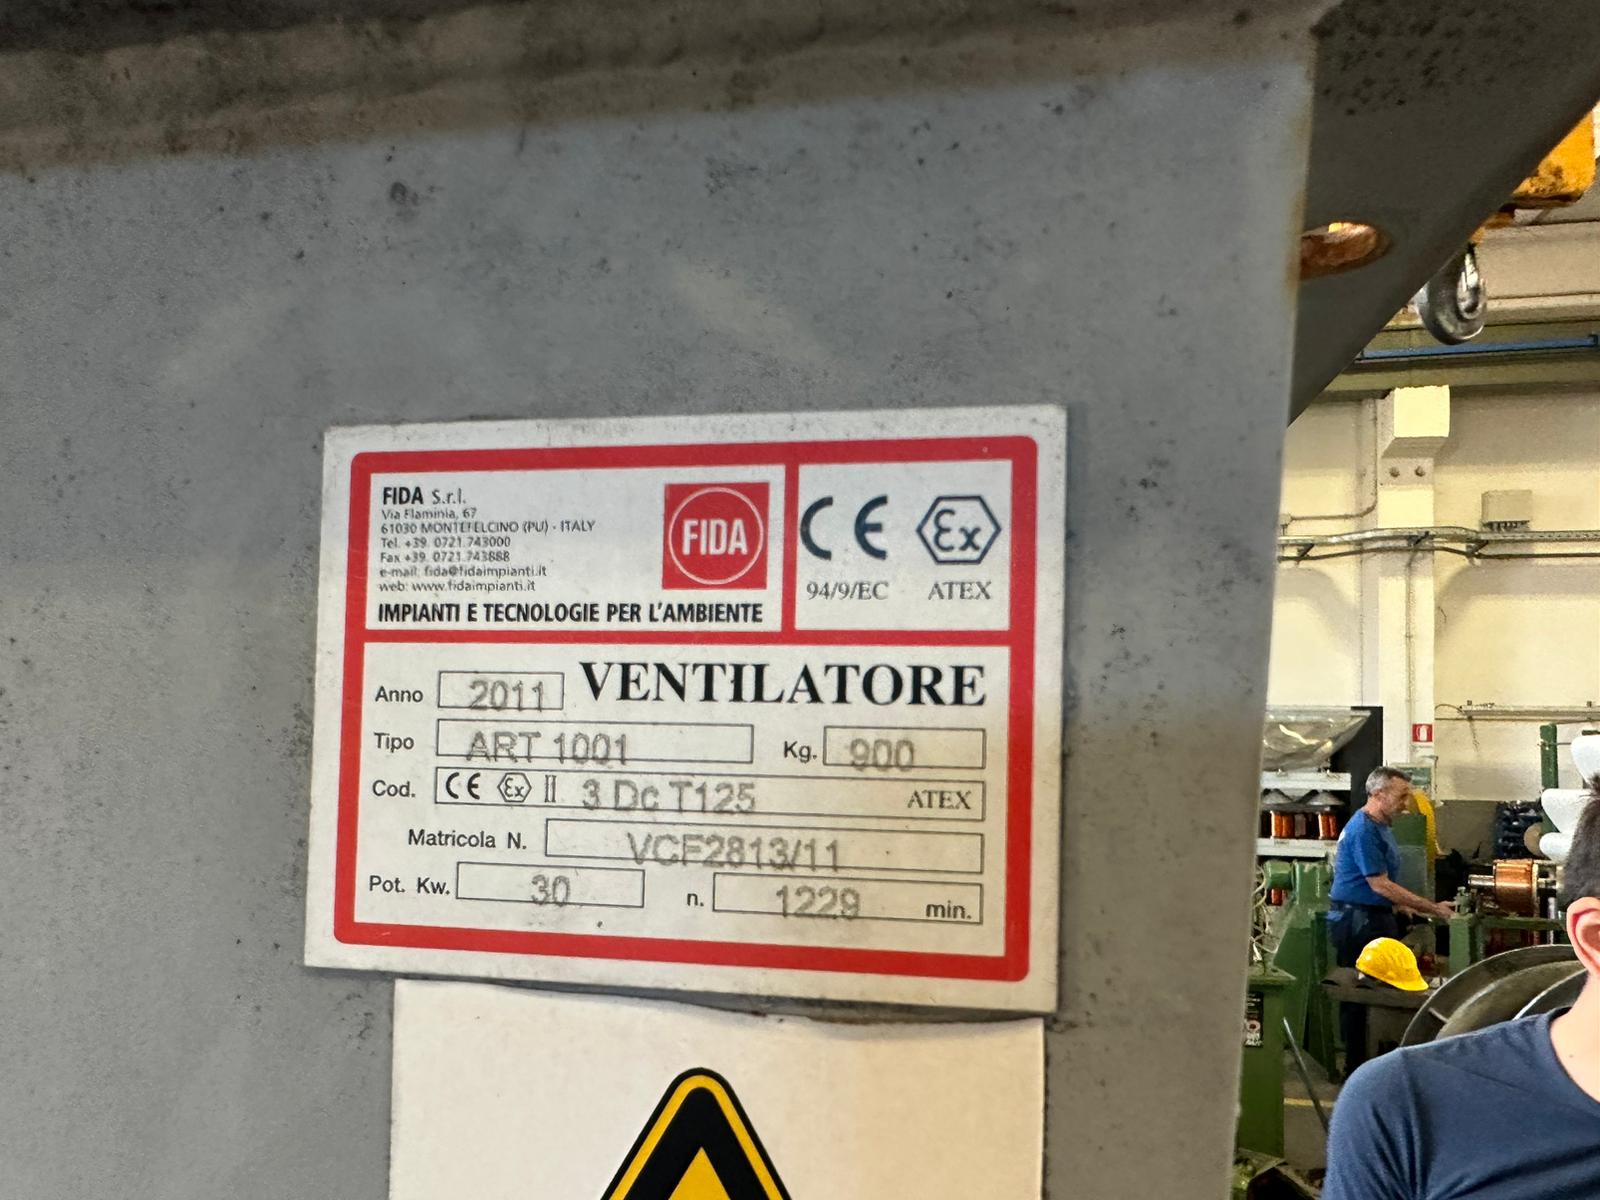 FIDA S.r.l.
Via Flaminia, 67
61030 MONTEFELCINO (PU) - ITALY
Tel. +39 0721.743000
Fax +39 0721.743888
e-mail: fida@fidaimpianti.it
web: www.fidaimpianti.it
IMPIANTI E TECNOLOGIE PER L'AMBIENTE
FIDA
CE Ex
94/9/EC ATEX
Anno 2011 VENTILATORE
Tipo ART 1001 Kg. 900
Cod. CE Ex II 3 Dc T125 ATEX
Matricola N. VCF2813/11
Pot. Kw. 30 n. 1229 min.